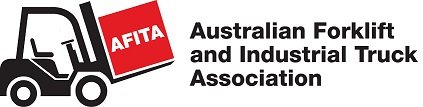 AFITA
Australian Forklift
and Industrial Truck
Association